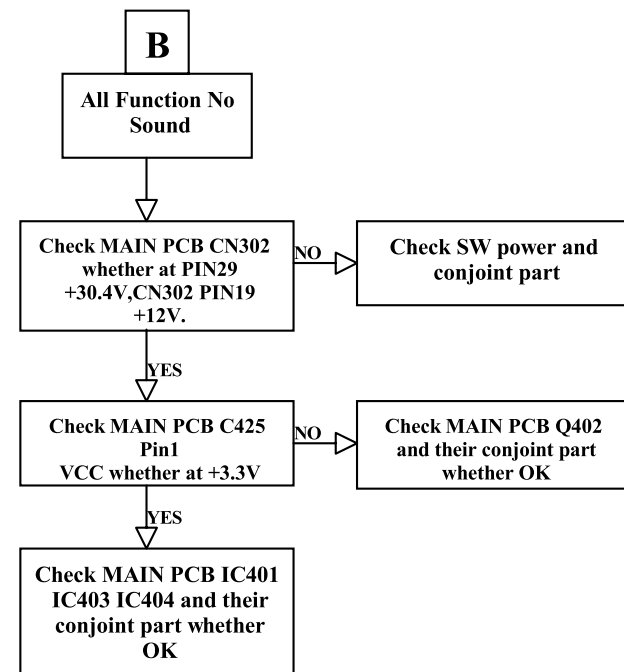 B
All Function No
Sound
Check MAIN PCB CN302
whether at PIN29
+30.4V,CN302 PIN19
+12V.
NO
Check SW power and
conjoint part
YES
Check MAIN PCB C425
Pin1
VCC whether at +3.3V
NO
Check MAIN PCB Q402
and their conjoint part
whether OK
YES
Check MAIN PCB IC401
IC403 IC404 and their
conjoint part whether
OK